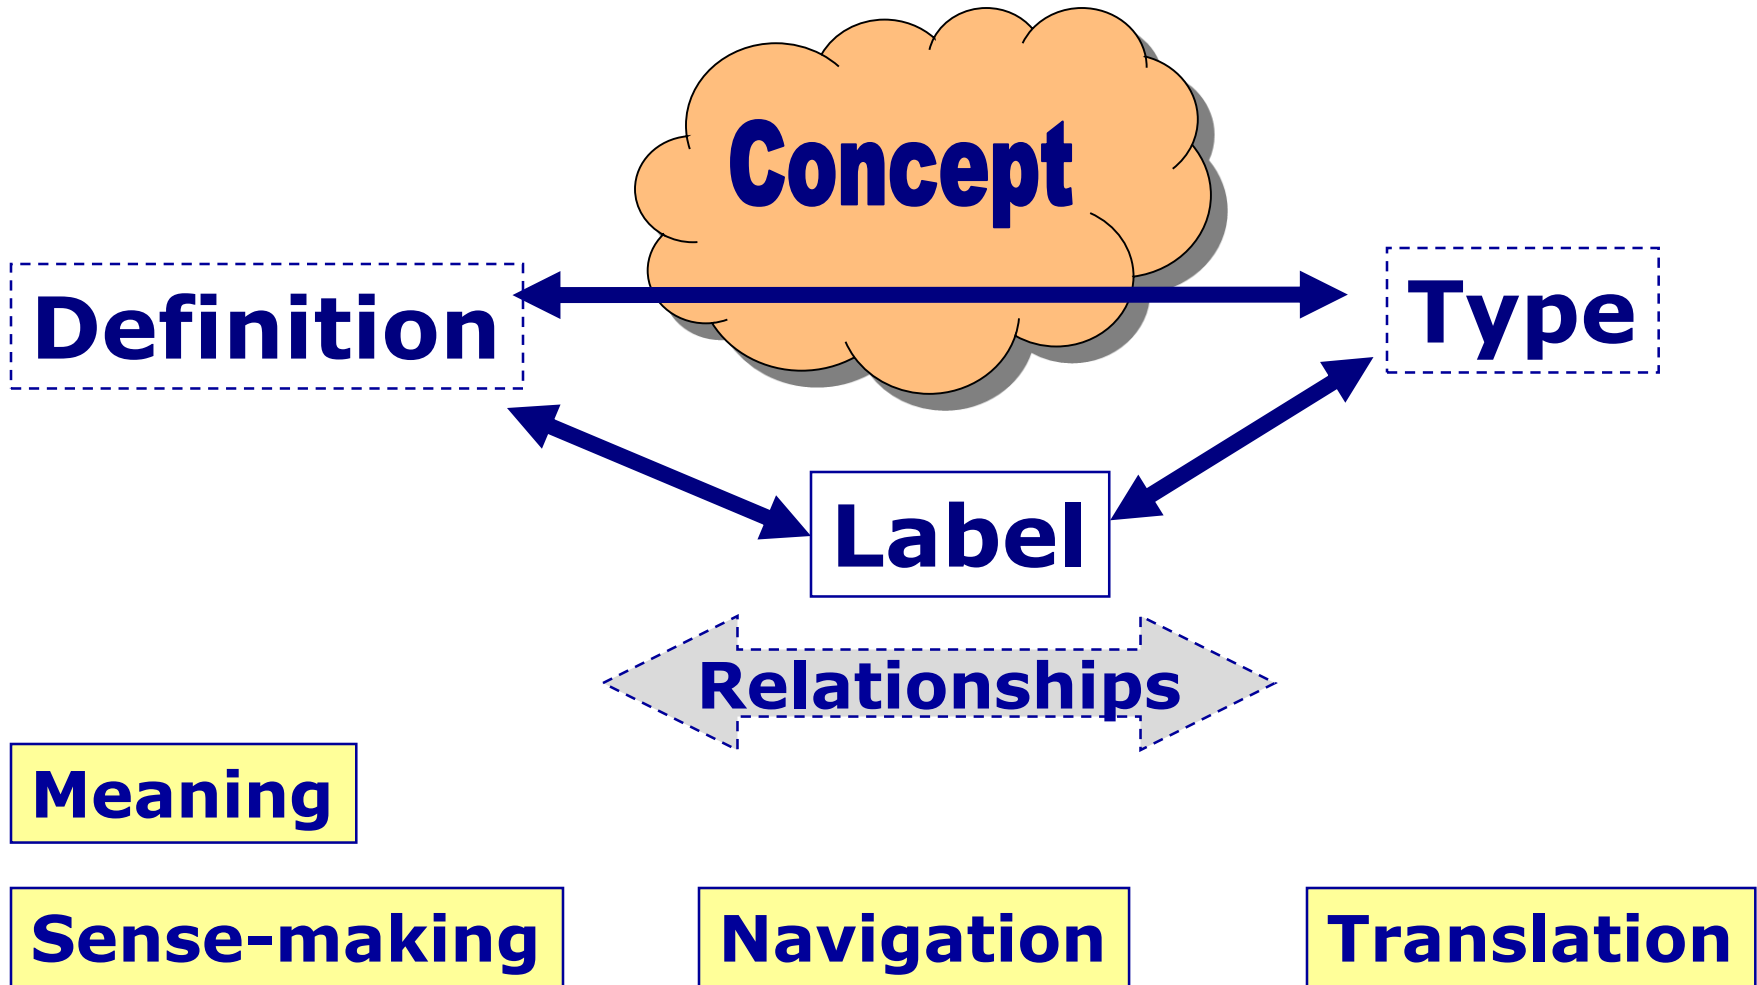 Concept
Definition
Type
Label
Relationships
Meaning
Sense-making
Navigation
Translation